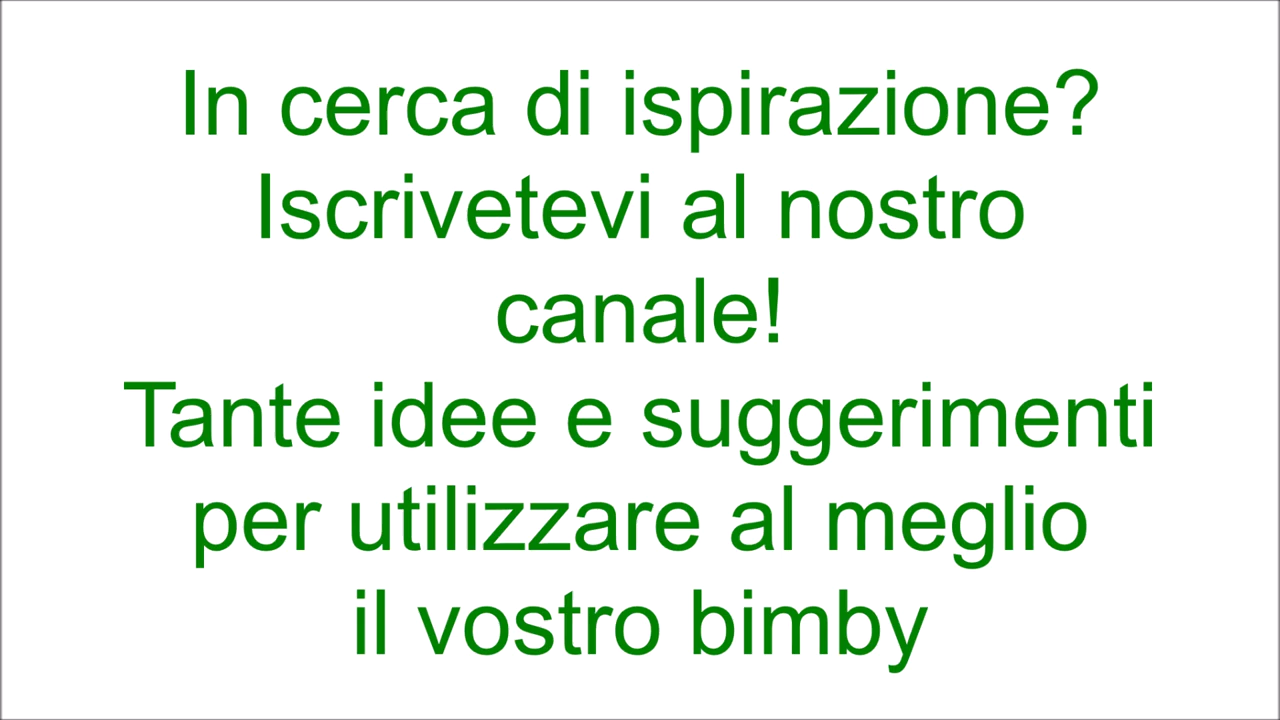 In cerca di ispirazione?
Iscrivetevi al nostro
canale!
Tante idee e suggerimenti
per utilizzare al meglio
il vostro bimby